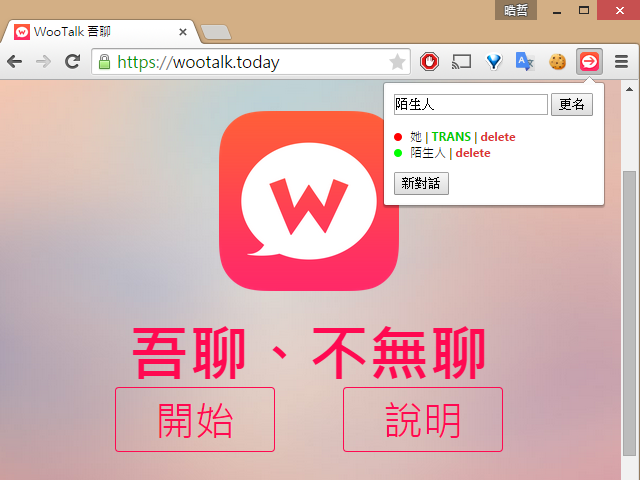 皓哲
WooTalk 吾聊
https://wootalk.today
陌生人 更名
她 | TRANS | delete
陌生人 | delete
新對話
W
吾聊、不無聊
開始 說明